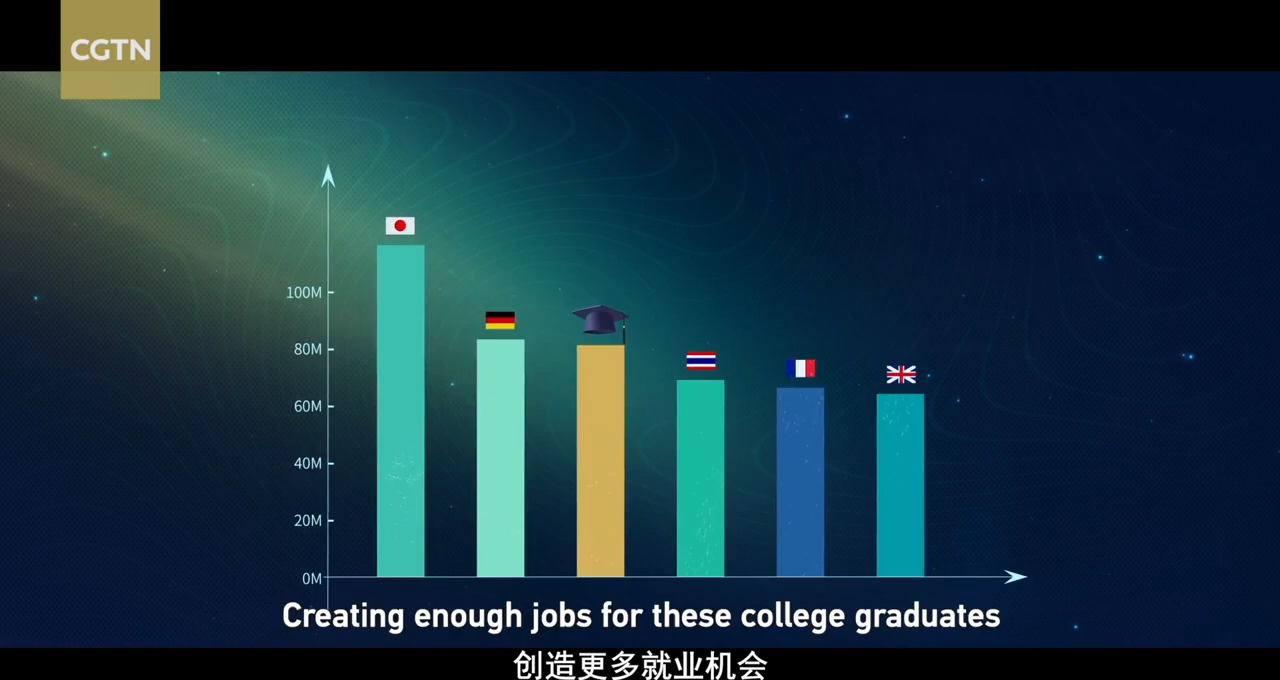 CGTN
100M
80M
60M
40M
20M
0M
Creating enough jobs for these college graduates
创造更多就业机会